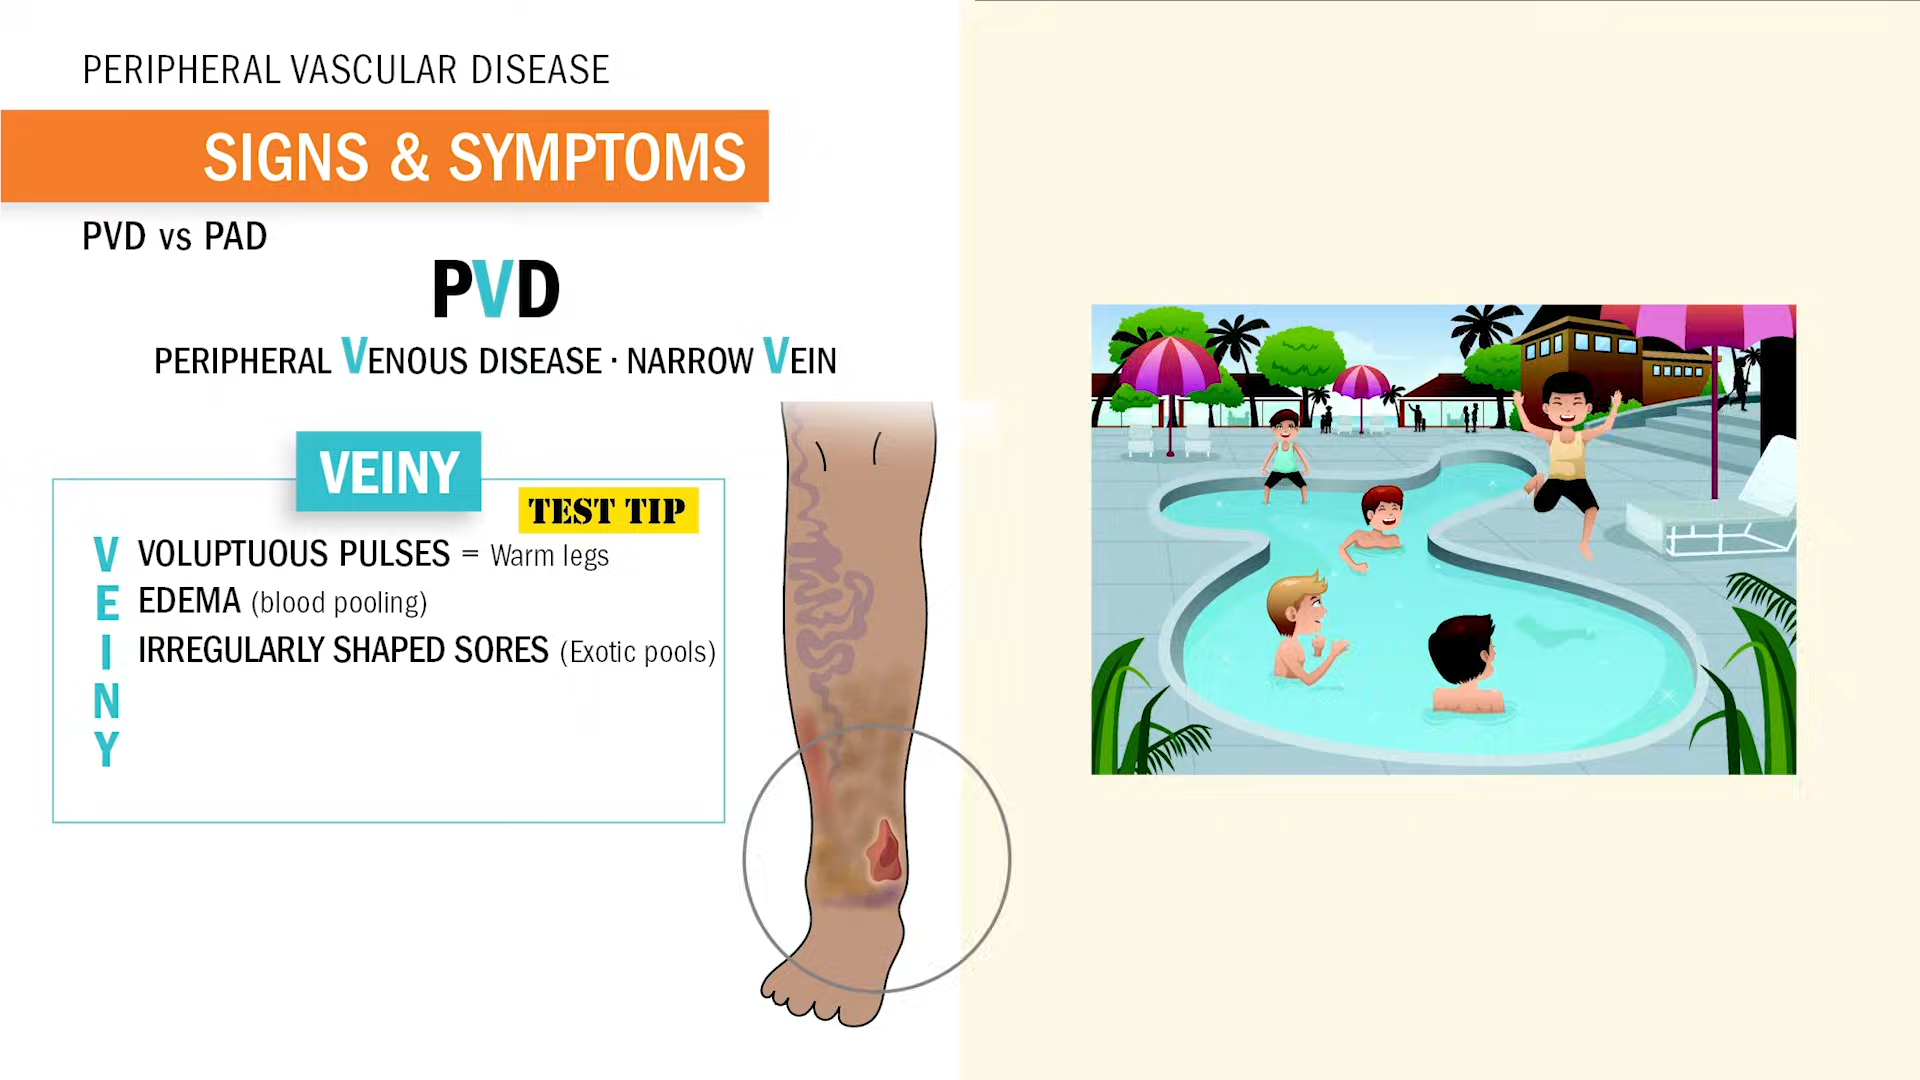 PERIPHERAL VASCULAR DISEASE
SIGNS & SYMPTOMS
PVD vs PAD
PVD
PERIPHERAL VENOUS DISEASE · NARROW VEIN
VEINY
TEST TIP
V VOLUPTUOUS PULSES = Warm legs
E EDEMA (blood pooling)
I IRREGULARLY SHAPED SORES (Exotic pools)
N
Y